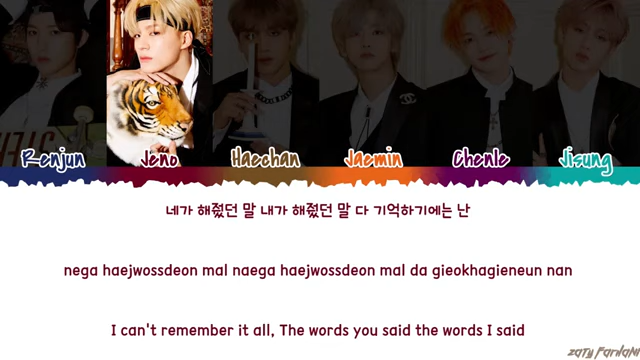 Renjun Jeno Haechan Jaemin Chenle Jisung
네가 해줬던 말 내가 해줬던 말 다 기억하기에는 난
nega haejwossdeon mal naega haejwossdeon mal da gieokhagieneun nan
I can't remember it all, The words you said the words I said